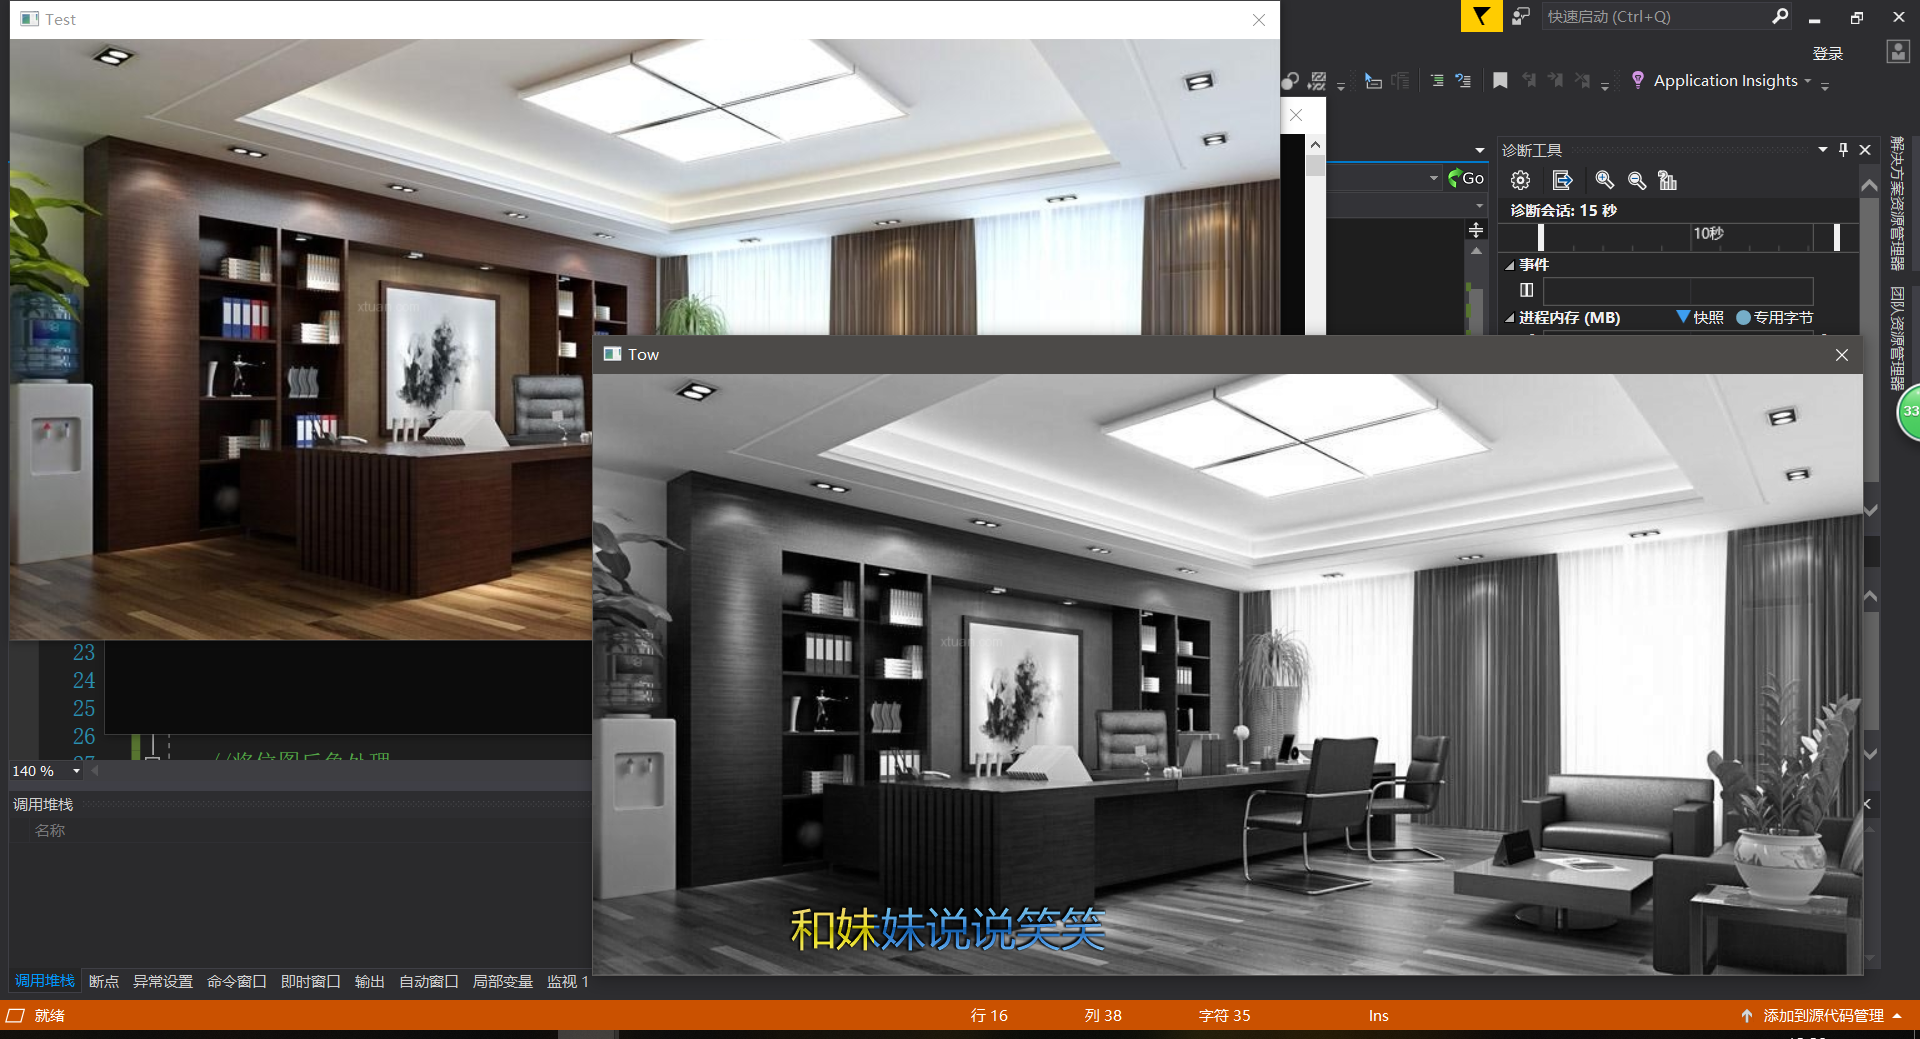 Test
快速启动 (Ctrl+Q)
登录
Application Insights
Go
诊断工具
诊断会话: 15 秒
10秒
事件
进程内存 (MB)
快照
专用字节
解决方案资源管理器
团队资源管理器
33
xtuan.com
Tow
xtuan.com
和妹妹说说笑笑
23
24
25
26
27
//将位图反色处理
140 %
调用堆栈
名称
调用堆栈 断点 异常设置 命令窗口 即时窗口 输出 自动窗口 局部变量 监视 1
就绪
行 16
列 38
字符 35
Ins
添加到源代码管理